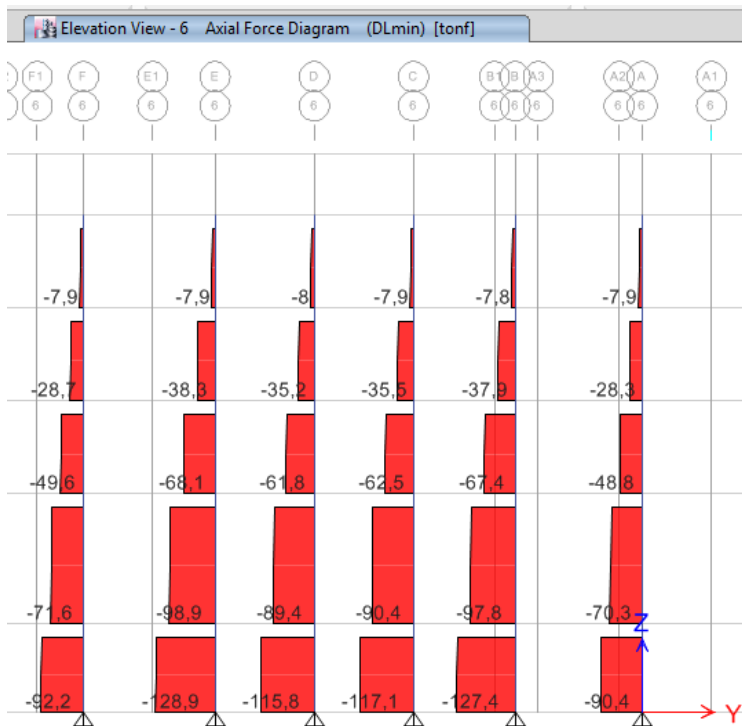 Elevation View - 6 Axial Force Diagram (DLmin) [tonf]
F1 F E1 E D C B1 B A3 A2 A A1
6 6 6 6 6 6 6 6 6 6 6 6
-7,9 -7,9 -8 -7,9 -7,8 -7,9
-28,7 -38,3 -35,2 -35,5 -37,9 -28,3
-49,6 -68,1 -61,8 -62,5 -67,4 -48,8
-71,6 -98,9 -89,4 -90,4 -97,8 -70,3
Z
-92,2 -128,9 -115,8 -117,1 -127,4 -90,4
Y